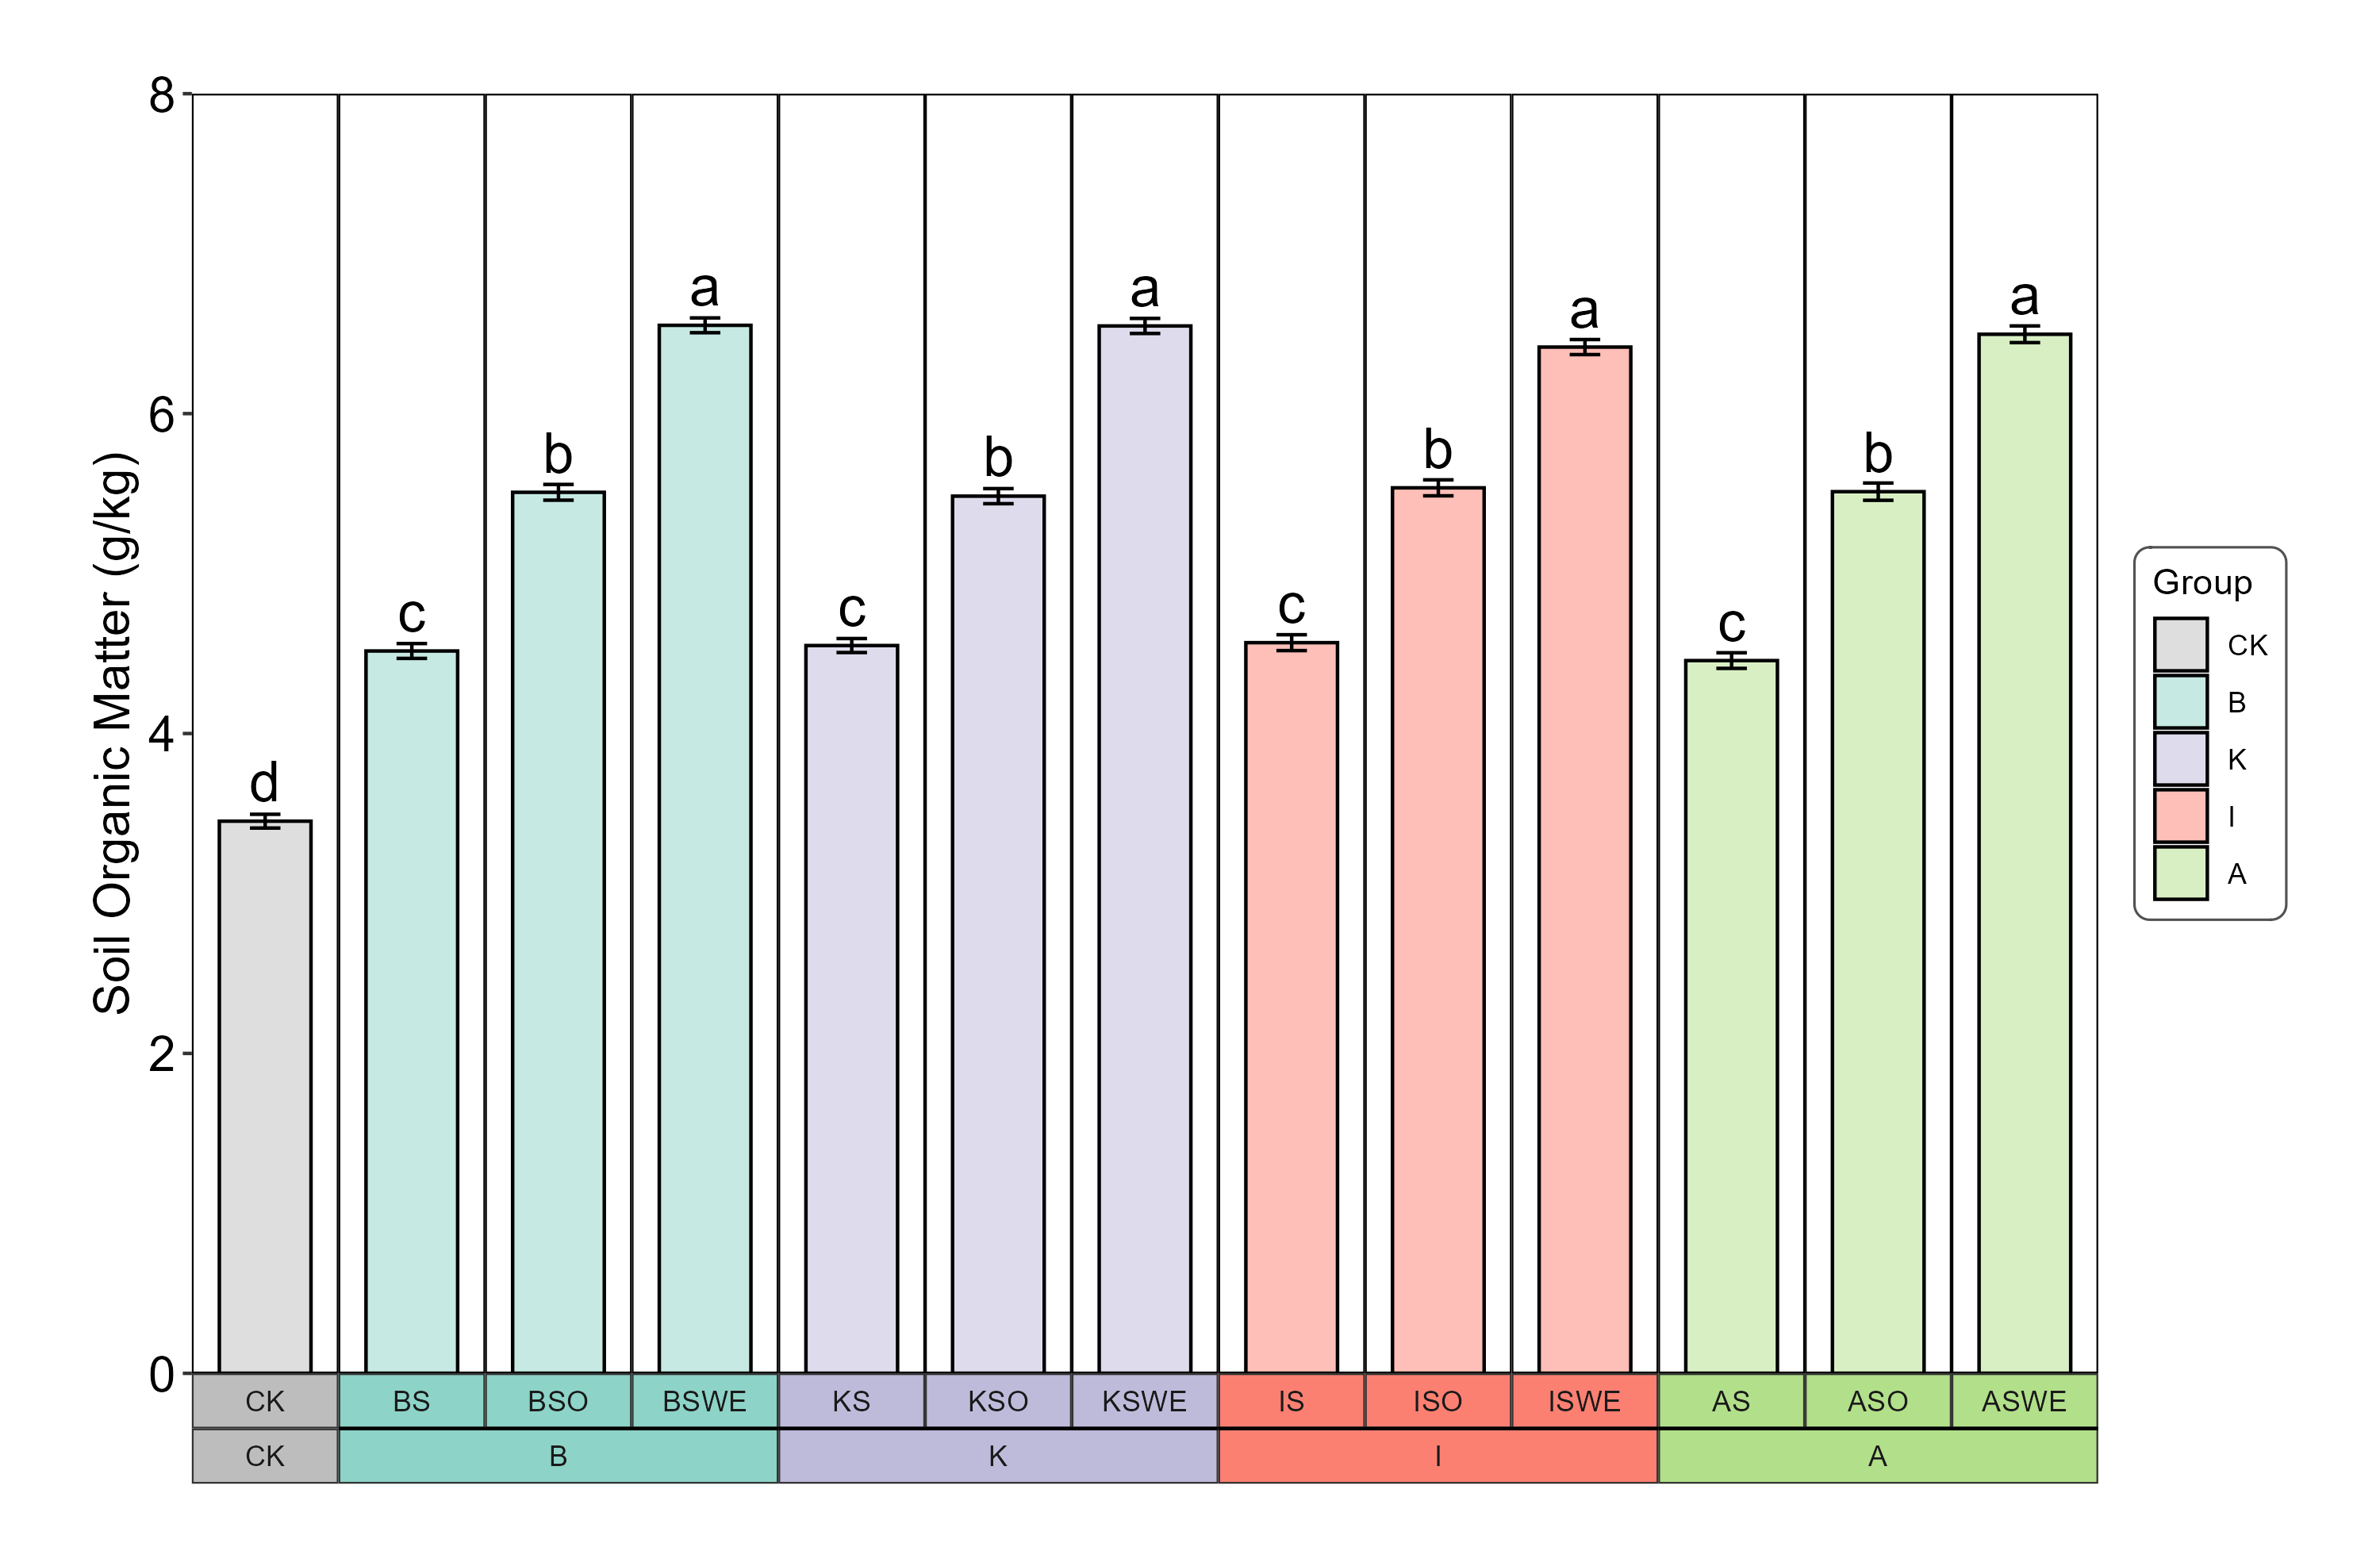 Soil Organic Matter (g/kg)
8
6
4
2
0
d
c
b
a
c
b
a
c
b
a
c
b
a
CK BS BSO BSWE KS KSO KSWE IS ISO ISWE AS ASO ASWE
CK B K I A
Group
CK
B
K
I
A